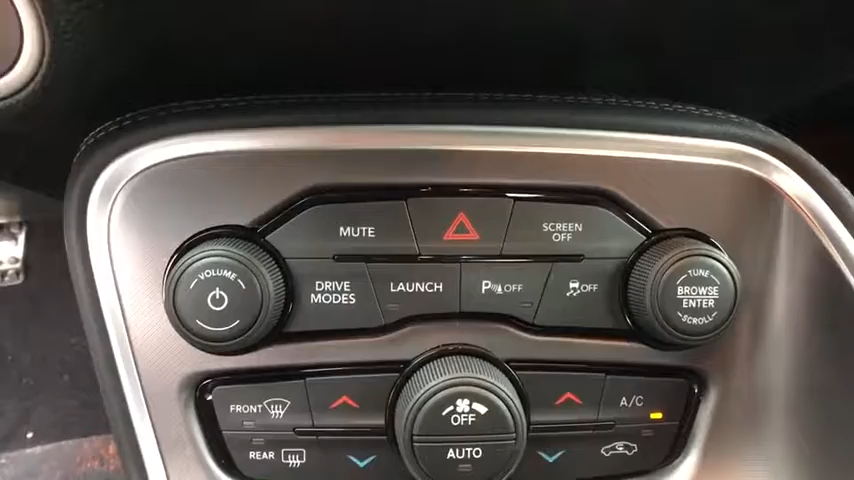 MUTE
SCREEN
OFF
VOLUME
DRIVE
MODES
LAUNCH
P OFF
OFF
TUNE
BROWSE
ENTER
SCROLL
FRONT
OFF
A/C
REAR
AUTO